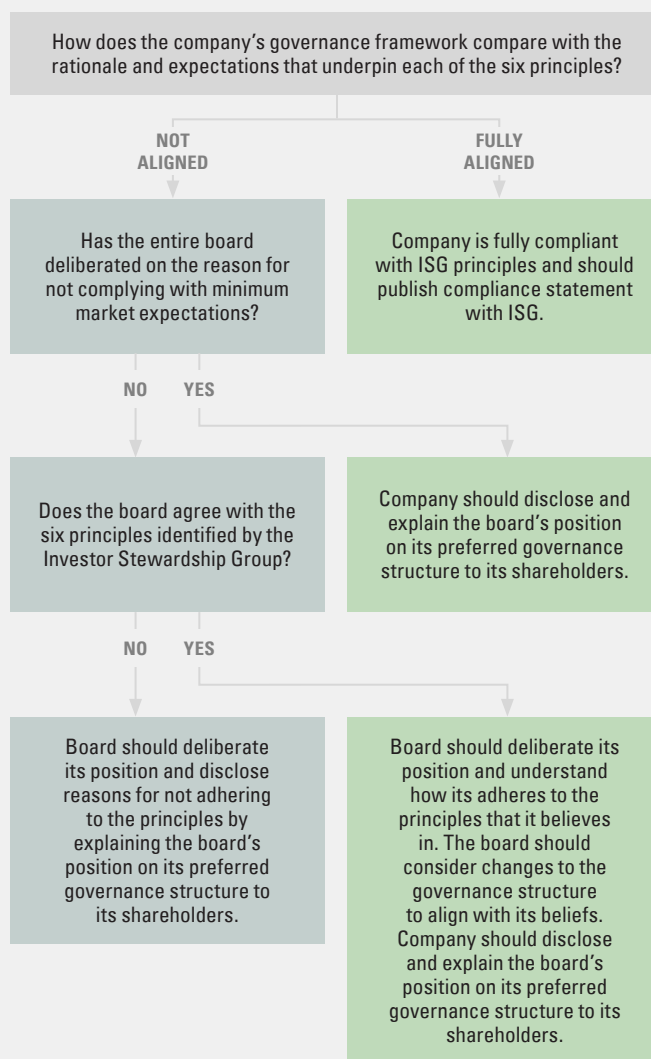 How does the company’s governance framework compare with the
rationale and expectations that underpin each of the six principles?
NOT
ALIGNED
FULLY
ALIGNED
Has the entire board
deliberated on the reason for
not complying with minimum
market expectations?
Company is fully compliant
with ISG principles and should
publish compliance statement
with ISG.
NO
YES
Does the board agree with the
six principles identified by the
Investor Stewardship Group?
Company should disclose and
explain the board’s position
on its preferred governance
structure to its shareholders.
NO
YES
Board should deliberate
its position and disclose
reasons for not adhering
to the principles by
explaining the board’s
position on its preferred
governance structure to
its shareholders.
Board should deliberate its
position and understand
how its adheres to the
principles that it believes
in. The board should
consider changes to the
governance structure
to align with its beliefs.
Company should disclose
and explain the board’s
position on its preferred
governance structure to its
shareholders.